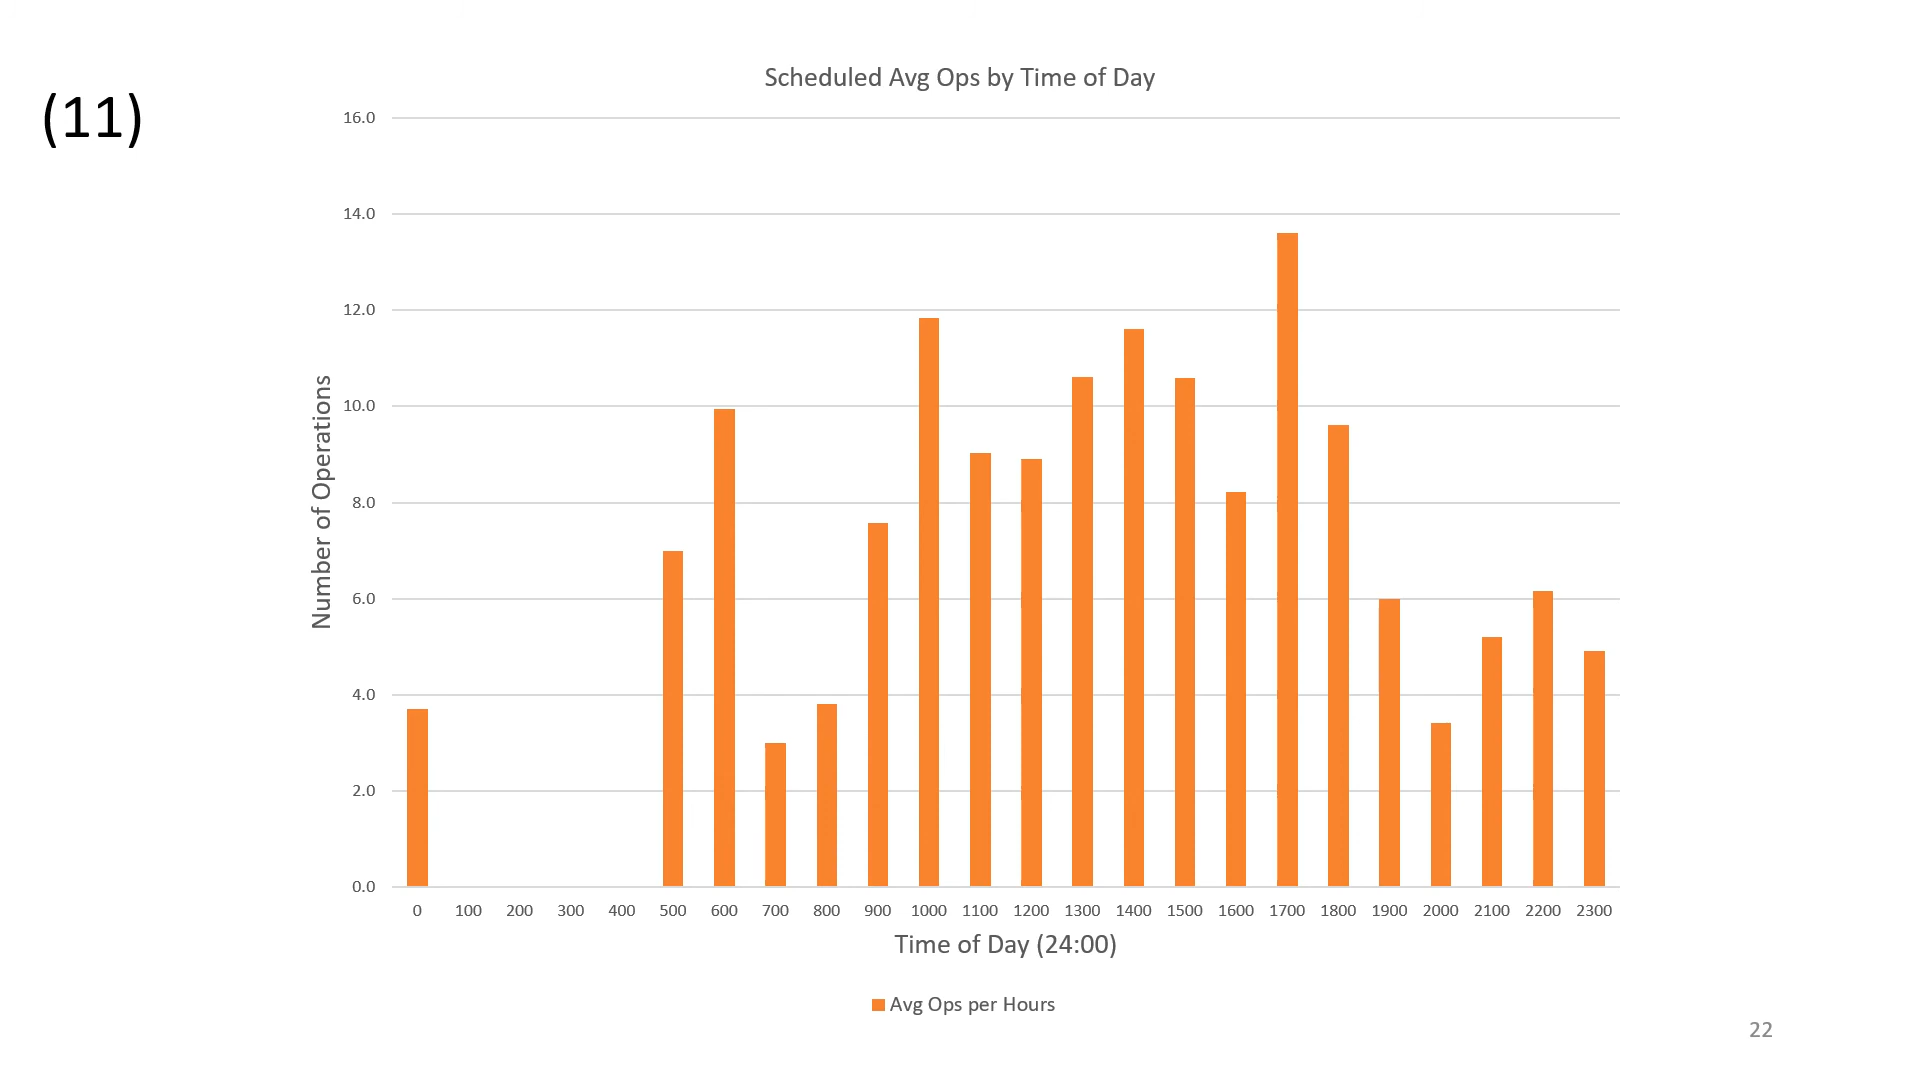 (11)
Scheduled Avg Ops by Time of Day
16.0
14.0
12.0
10.0
8.0
6.0
4.0
2.0
0.0
Number of Operations
0 100 200 300 400 500 600 700 800 900 1000 1100 1200 1300 1400 1500 1600 1700 1800 1900 2000 2100 2200 2300
Time of Day (24:00)
Avg Ops per Hours
22